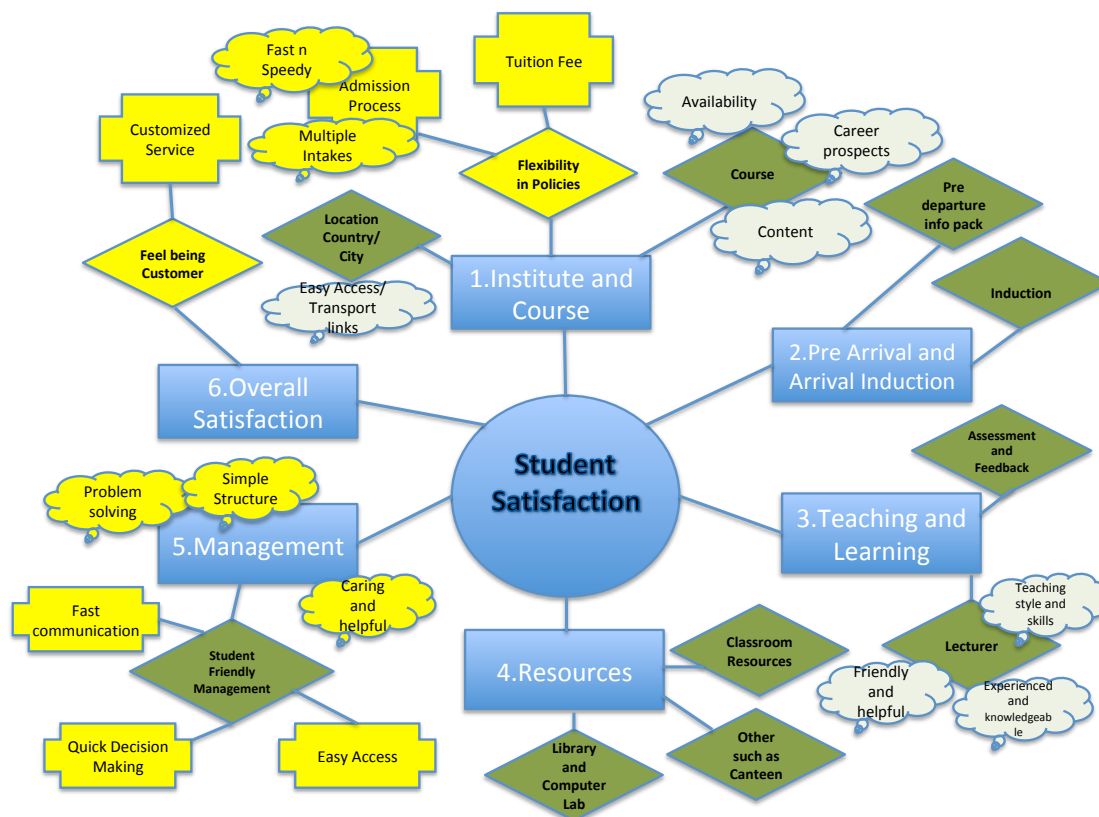 Fast n
Speedy
Admission
Process
Tuition Fee
Multiple
Intakes
Customized
Service
Flexibility
in Policies
Availability
Career
prospects
Course
Content
Pre
departure
info pack
Location
Country/
City
Feel being
Customer
Easy Access/
Transport
links
1.Institute and
Course
Induction
2.Pre Arrival and
Arrival Induction
6.Overall
Satisfaction
Student
Satisfaction
Assessment
and
Feedback
Problem
solving
Simple
Structure
5.Management
3.Teaching and
Learning
Caring
and
helpful
Fast
communication
Student
Friendly
Management
Quick Decision
Making
Easy Access
4.Resources
Classroom
Resources
Library
and
Computer
Lab
Other
such as
Canteen
Teaching
style and
skills
Lecturer
Friendly
and
helpful
Experienced
and
knowledgeab
le